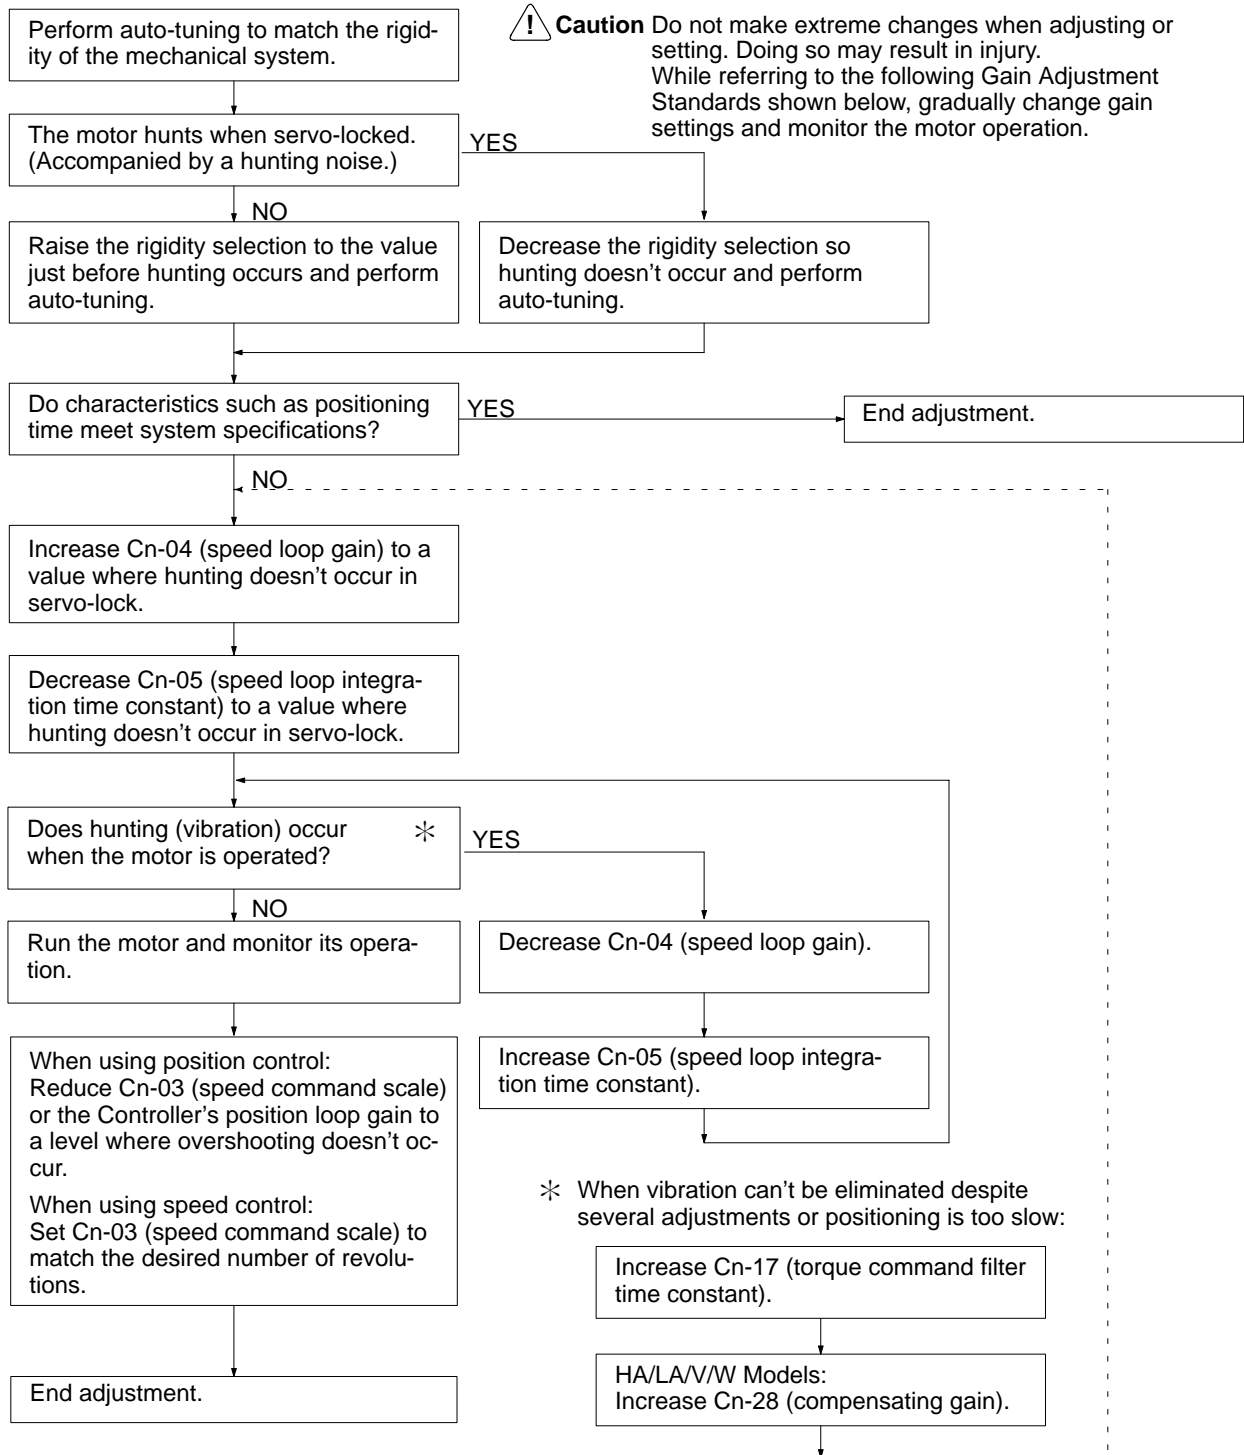 Perform auto-tuning to match the rigid-
ity of the mechanical system.
! Caution Do not make extreme changes when adjusting or
setting. Doing so may result in injury.
While referring to the following Gain Adjustment
Standards shown below, gradually change gain
settings and monitor the motor operation.
The motor hunts when servo-locked.
(Accompanied by a hunting noise.)
YES
NO
Raise the rigidity selection to the value
just before hunting occurs and perform
auto-tuning.
Decrease the rigidity selection so
hunting doesn't occur and perform
auto-tuning.
Do characteristics such as positioning
time meet system specifications?
YES
End adjustment.
NO
Increase Cn-04 (speed loop gain) to a
value where hunting doesn't occur in
servo-lock.
Decrease Cn-05 (speed loop integra-
tion time constant) to a value where
hunting doesn't occur in servo-lock.
Does hunting (vibration) occur *
when the motor is operated?
YES
NO
Run the motor and monitor its opera-
tion.
Decrease Cn-04 (speed loop gain).
Increase Cn-05 (speed loop integra-
tion time constant).
When using position control:
Reduce Cn-03 (speed command scale)
or the Controller's position loop gain to
a level where overshooting doesn't oc-
cur.
When using speed control:
Set Cn-03 (speed command scale) to
match the desired number of revolu-
tions.
* When vibration can't be eliminated despite
several adjustments or positioning is too slow:
Increase Cn-17 (torque command filter
time constant).
HA/LA/V/W Models:
Increase Cn-28 (compensating gain).
End adjustment.